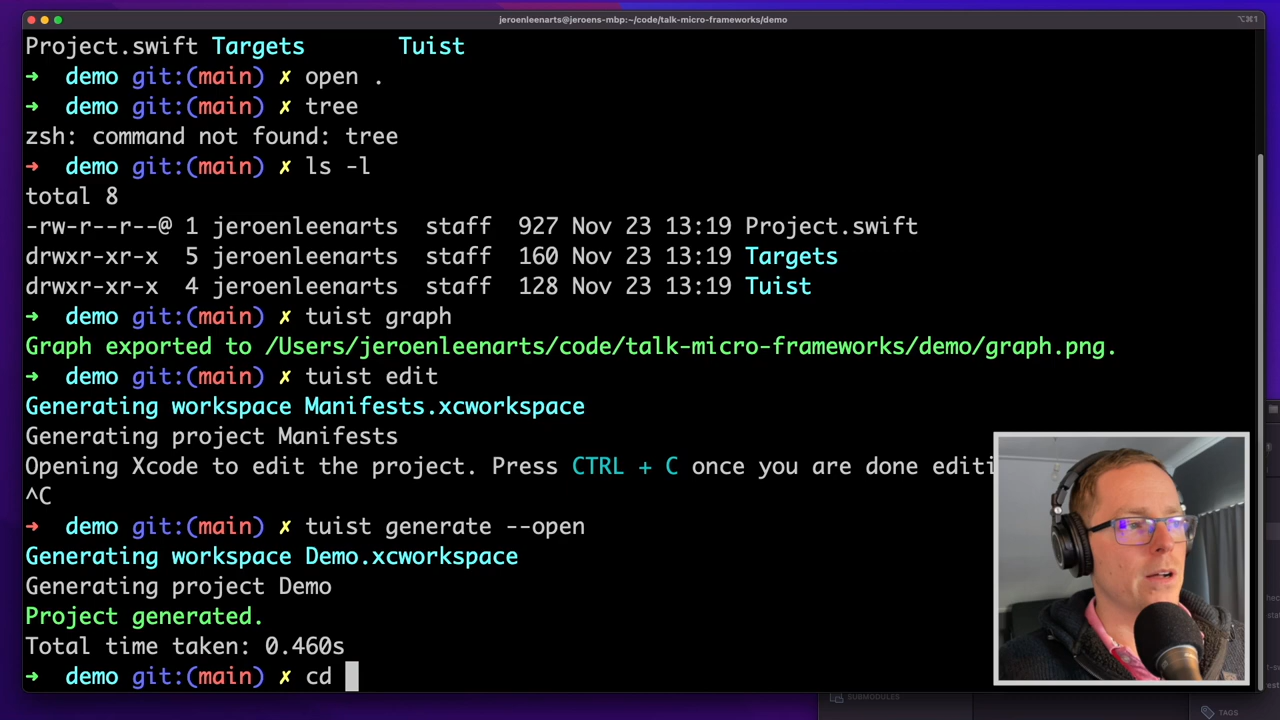 jeroenleenarts@jeroens-mbp:~/code/talk-micro-frameworks/demo
⌥⌘1
Project.swift Targets Tuist
➜ demo git:(main) ✗ open .
➜ demo git:(main) ✗ tree
zsh: command not found: tree
➜ demo git:(main) ✗ ls -l
total 8
-rw-r--r--@ 1 jeroenleenarts staff 927 Nov 23 13:19 Project.swift
drwxr-xr-x 5 jeroenleenarts staff 160 Nov 23 13:19 Targets
drwxr-xr-x 4 jeroenleenarts staff 128 Nov 23 13:19 Tuist
➜ demo git:(main) ✗ tuist graph
Graph exported to /Users/jeroenleenarts/code/talk-micro-frameworks/demo/graph.png.
➜ demo git:(main) ✗ tuist edit
Generating workspace Manifests.xcworkspace
Generating project Manifests
Opening Xcode to edit the project. Press CTRL + C once you are done editi
^C
➜ demo git:(main) ✗ tuist generate --open
Generating workspace Demo.xcworkspace
Generating project Demo
Project generated.
Total time taken: 0.460s
➜ demo git:(main) ✗ cd
SUBMODULES
TAGS